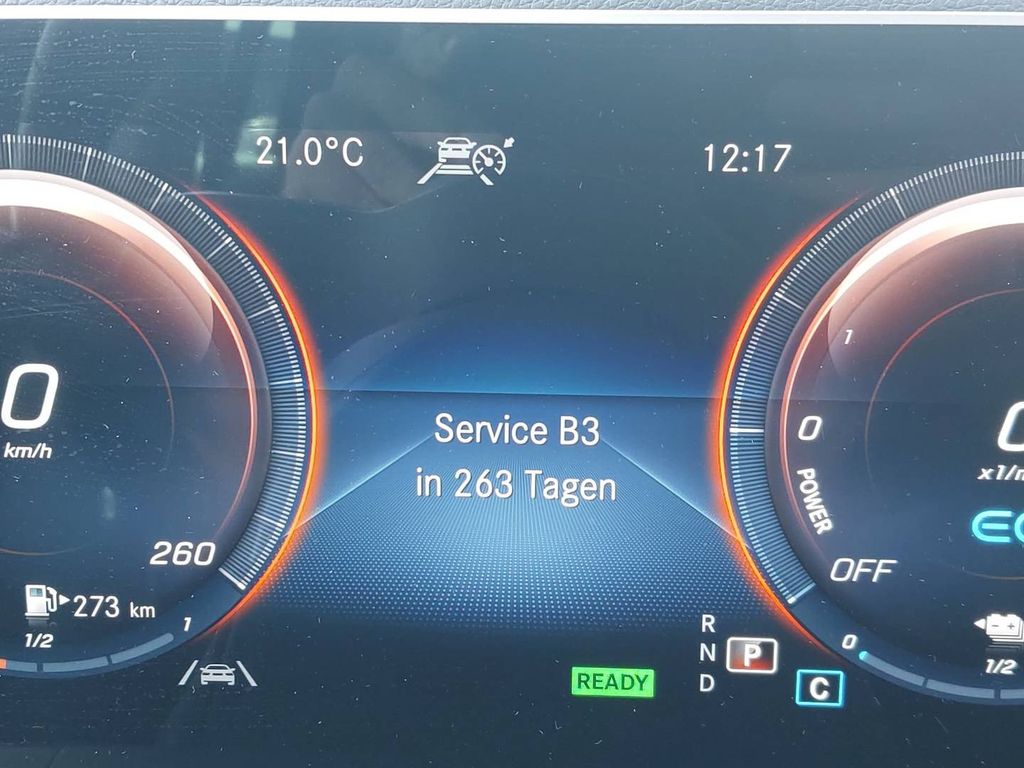 21.0°C
12:17
0
km/h
Service B3
in 263 Tagen
260
273 km
1/2
1
READY
R
N
P
D
C
1
0
POWER
OFF
0
1/2